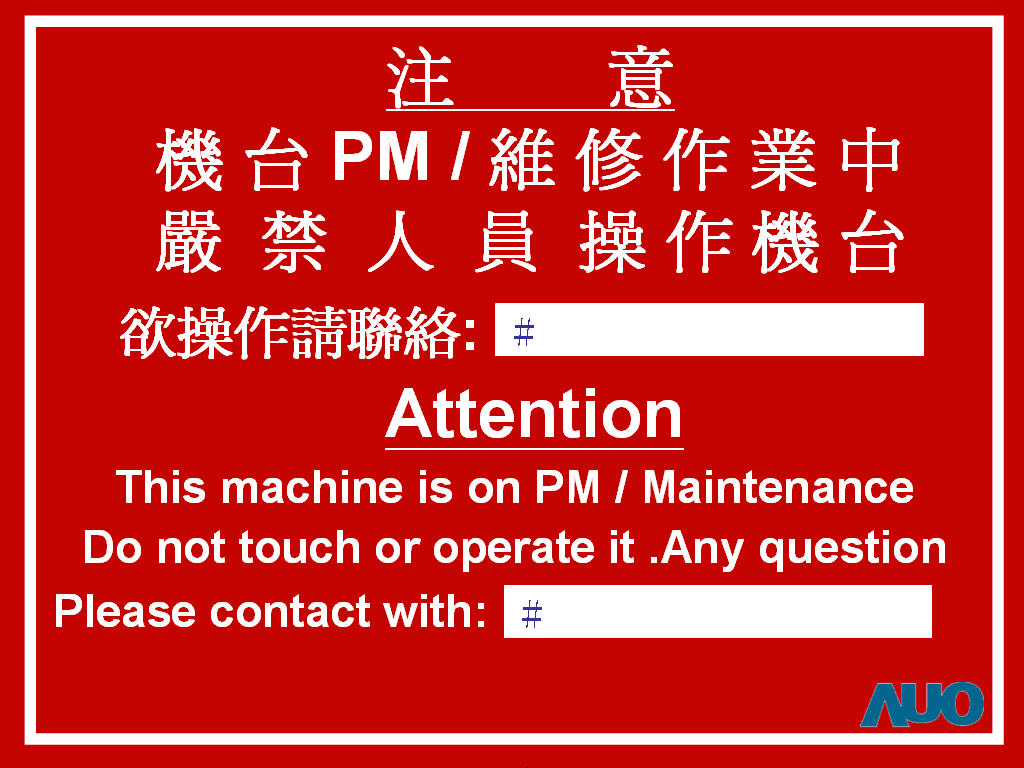 注 意
機 台 PM / 維 修 作 業 中
嚴 禁 人 員 操 作 機 台
欲操作請聯絡: #
Attention
This machine is on PM / Maintenance
Do not touch or operate it .Any question
Please contact with: #
AUO